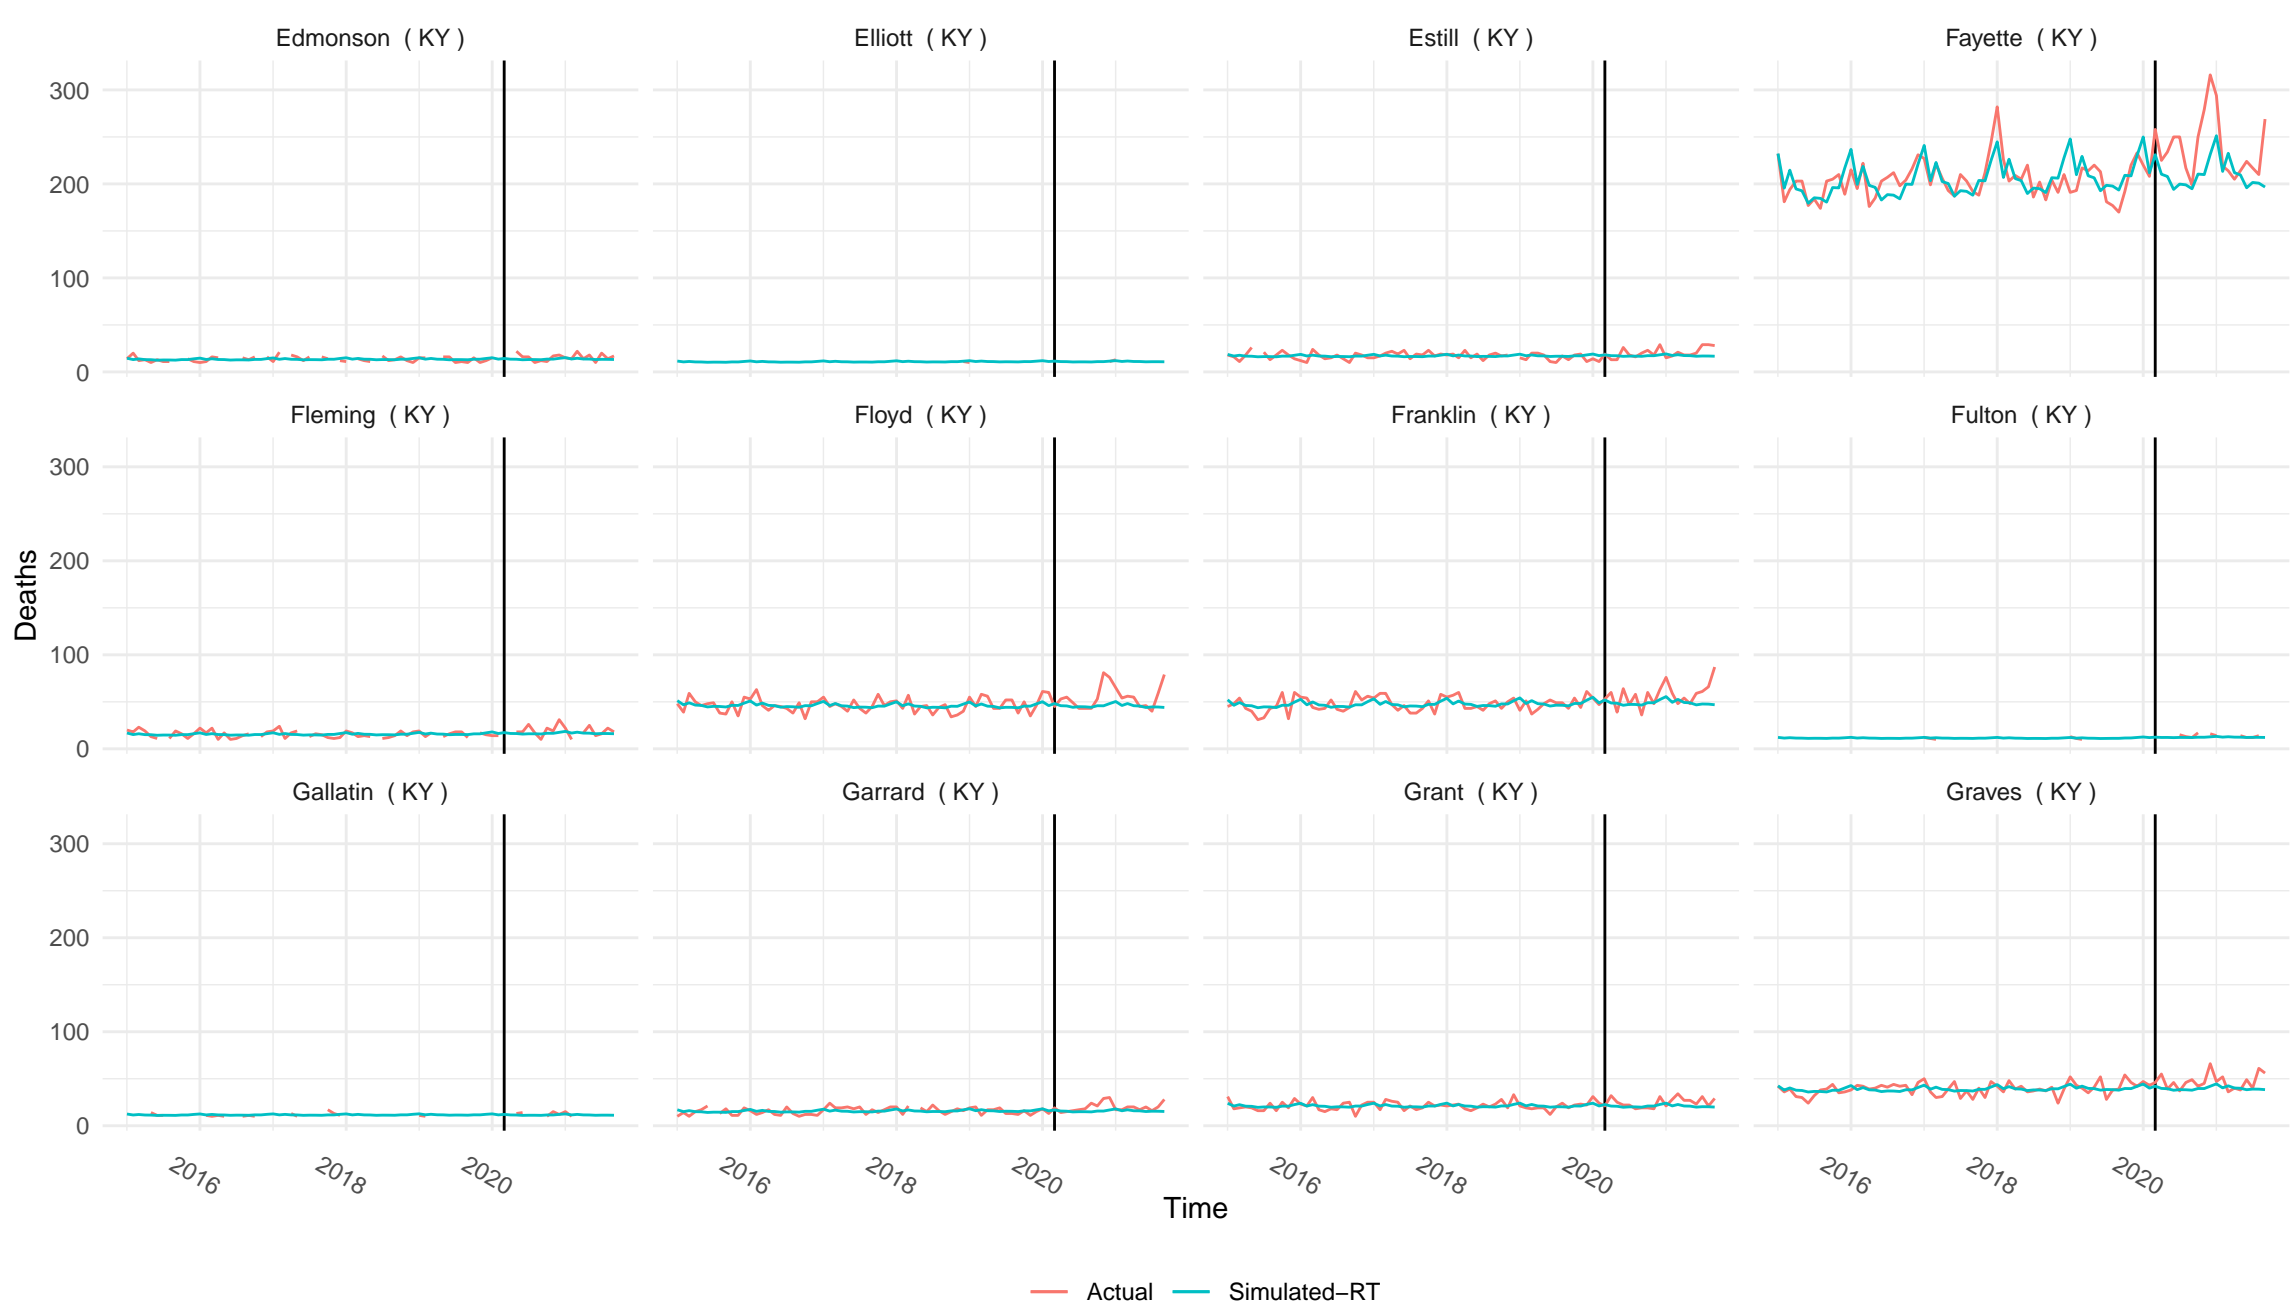 Edmonson ( KY )
Elliott ( KY )
Estill ( KY )
Fayette ( KY )
300
200
100
0
Fleming ( KY )
Floyd ( KY )
Franklin ( KY )
Fulton ( KY )
300
200
100
0
Deaths
Gallatin ( KY )
Garrard ( KY )
Grant ( KY )
Graves ( KY )
300
200
100
0
2016 2018 2020
2016 2018 2020
2016 2018 2020
2016 2018 2020
Time
Actual Simulated−RT